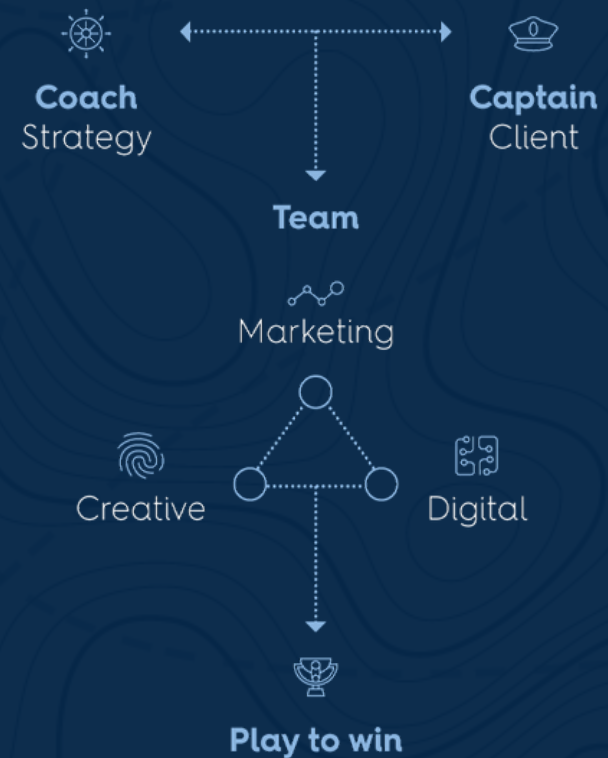 Coach
Strategy
Captain
Client
Team
Marketing
Creative
Digital
Play to win